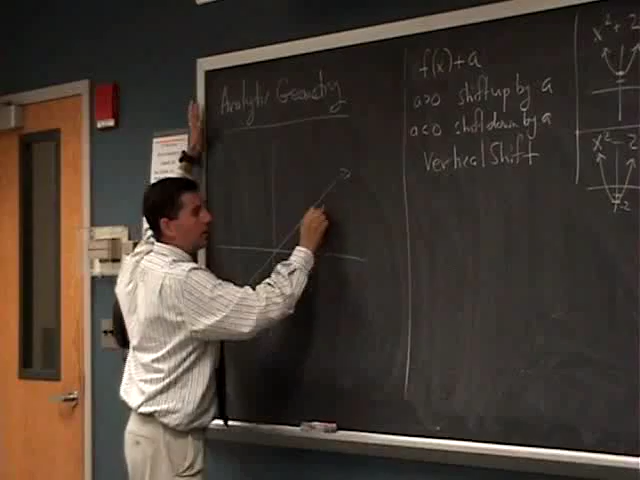 Analytic Geometry
f(x)+a
a>0 shift up by a
a<0 shift down by a
Vertical Shift
x²+2
x²-2
-2